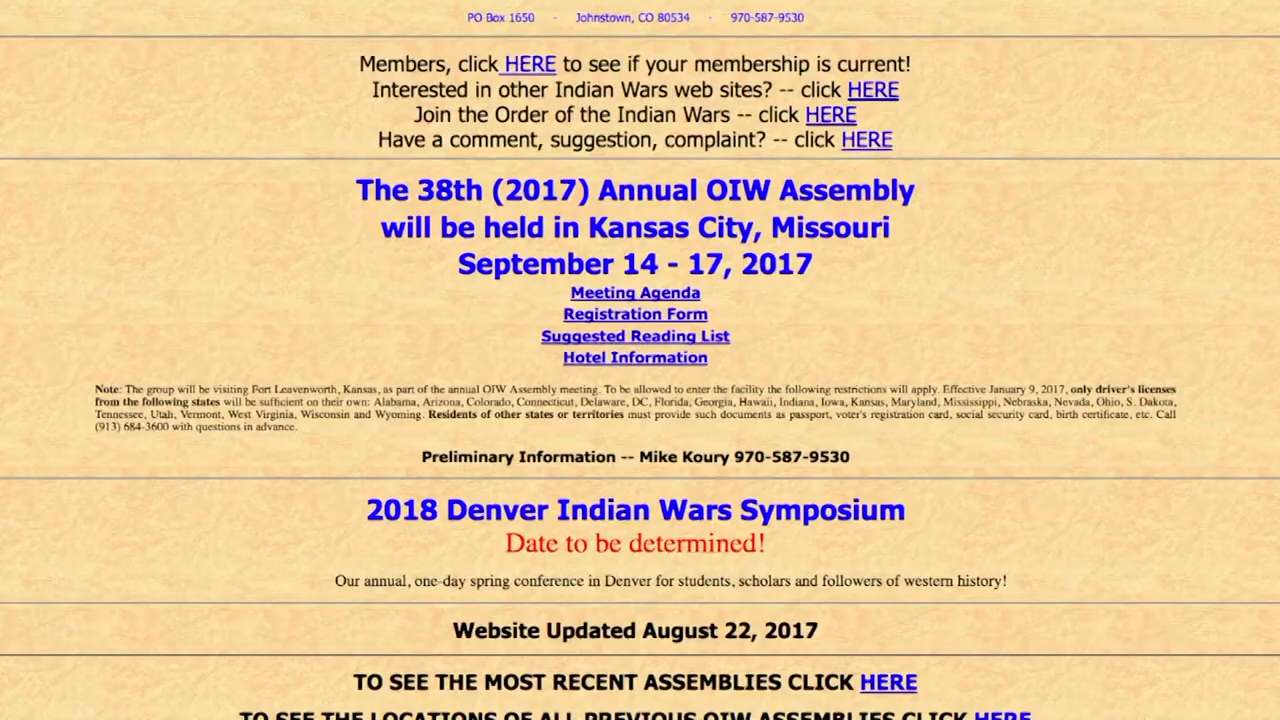 PO Box 1650 - Johnstown, CO 80534 - 970-587-9530
Members, click HERE to see if your membership is current!
Interested in other Indian Wars web sites? -- click HERE
Join the Order of the Indian Wars -- click HERE
Have a comment, suggestion, complaint? -- click HERE
The 38th (2017) Annual OIW Assembly
will be held in Kansas City, Missouri
September 14 - 17, 2017
Meeting Agenda
Registration Form
Suggested Reading List
Hotel Information
Note: The group will be visiting Fort Leavenworth, Kansas, as part of the annual OIW Assembly meeting. To be allowed to enter the facility the following restrictions will apply. Effective January 9, 2017, only driver's licenses
from the following states will be sufficient on their own: Alabama, Arizona, Colorado, Connecticut, Delaware, DC, Florida, Georgia, Hawaii, Indiana, Iowa, Kansas, Maryland, Mississippi, Nebraska, Nevada, Ohio, S. Dakota,
Tennessee, Utah, Vermont, West Virginia, Wisconsin and Wyoming. Residents of other states or territories must provide such documents as passport, voter's registration card, social security card, birth certificate, etc. Call
(913) 684-3600 with questions in advance.
Preliminary Information -- Mike Koury 970-587-9530
2018 Denver Indian Wars Symposium
Date to be determined!
Our annual, one-day spring conference in Denver for students, scholars and followers of western history!
Website Updated August 22, 2017
TO SEE THE MOST RECENT ASSEMBLIES CLICK HERE
TO SEE THE LOCATIONS OF ALL PREVIOUS OIW ASSEMBLIES CLICK HERE